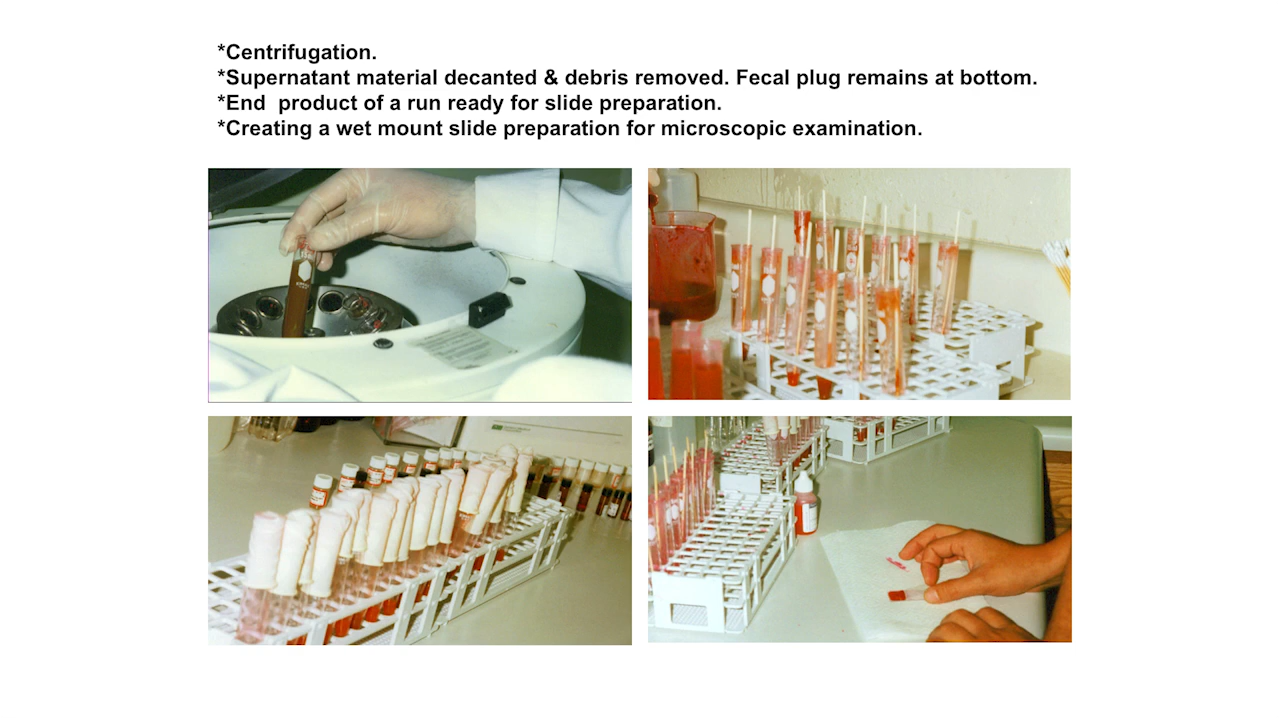 *Centrifugation.
*Supernatant material decanted & debris removed. Fecal plug remains at bottom.
*End  product of a run ready for slide preparation.
*Creating a wet mount slide preparation for microscopic examination.